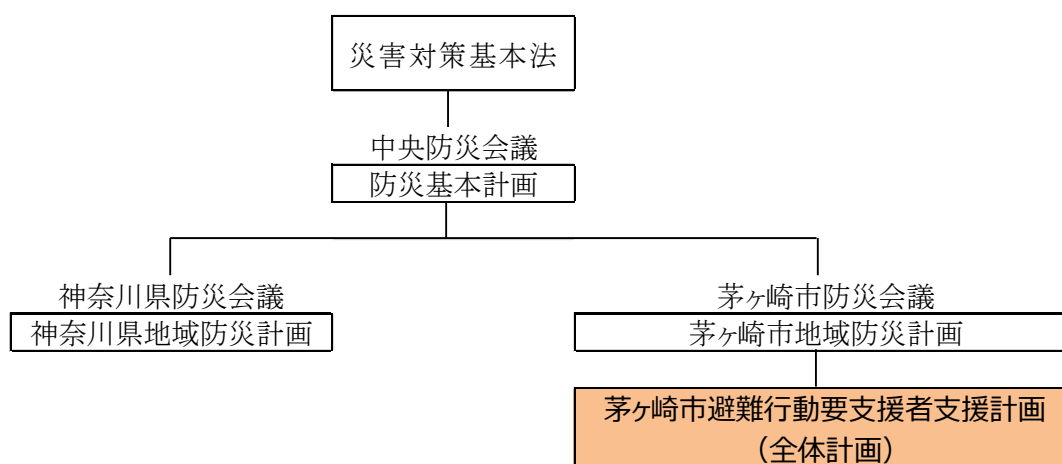 災害対策基本法
中央防災会議
防災基本計画
神奈川県防災会議
神奈川県地域防災計画
茅ヶ崎市防災会議
茅ヶ崎市地域防災計画
茅ヶ崎市避難行動要支援者支援計画
（全体計画）